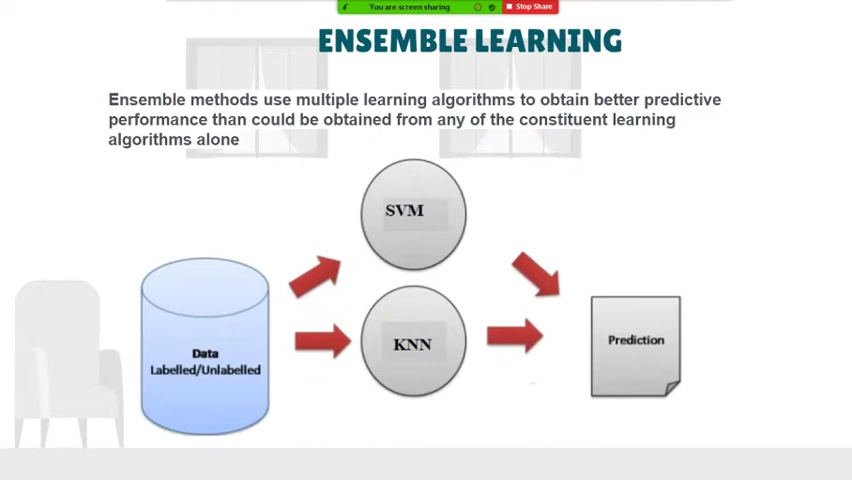 You are screen sharing
Stop Share
ENSEMBLE LEARNING
Ensemble methods use multiple learning algorithms to obtain better predictive
performance than could be obtained from any of the constituent learning
algorithms alone
SVM
KNN
Data
Labelled/Unlabelled
Prediction